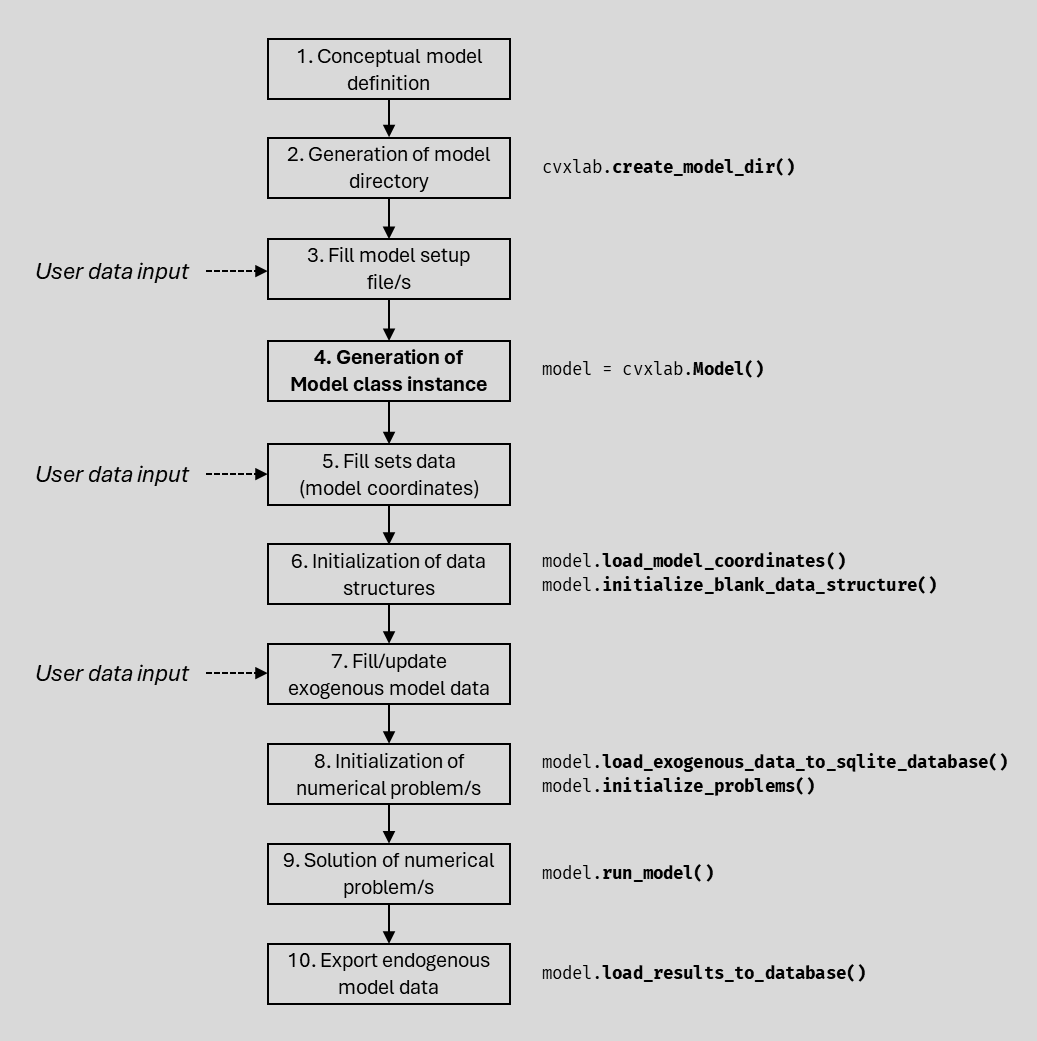 1. Conceptual model
definition
2. Generation of model
directory
cvxlab.create_model_dir()
3. Fill model setup
file/s
User data input
4. Generation of
Model class instance
model = cvxlab.Model()
5. Fill sets data
(model coordinates)
User data input
6. Initialization of data
structures
model.load_model_coordinates()
model.initialize_blank_data_structure()
7. Fill/update
exogenous model data
User data input
8. Initialization of
numerical problem/s
model.load_exogenous_data_to_sqlite_database()
model.initialize_problems()
9. Solution of numerical
problem/s
model.run_model()
10. Export endogenous
model data
model.load_results_to_database()